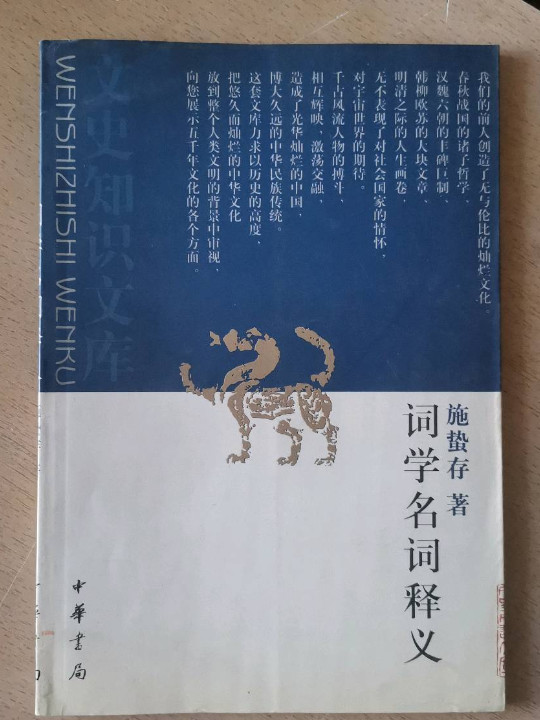 我们的前人创造了无与伦比的灿烂文化。
春秋战国的诸子哲学、
汉魏六朝的丰碑巨制、
韩柳欧苏的大块文章、
明清之际的人生画卷，
无不表现了对社会国家的情怀，
对宇宙世界的期待。
千古风流人物的搏斗、
相互辉映、激荡交融，
造成了光华灿烂的中国，
博大久远的中华民族传统。
这套文库力求以历史的高度，
把悠久而灿烂的中华文化
放到整个人类文明的背景中审视，
向您展示五千年文化的各个方面。
文史知识文库
WENSHIZHISHI WENKU
施蛰存 著
词学名词释义
中華書局